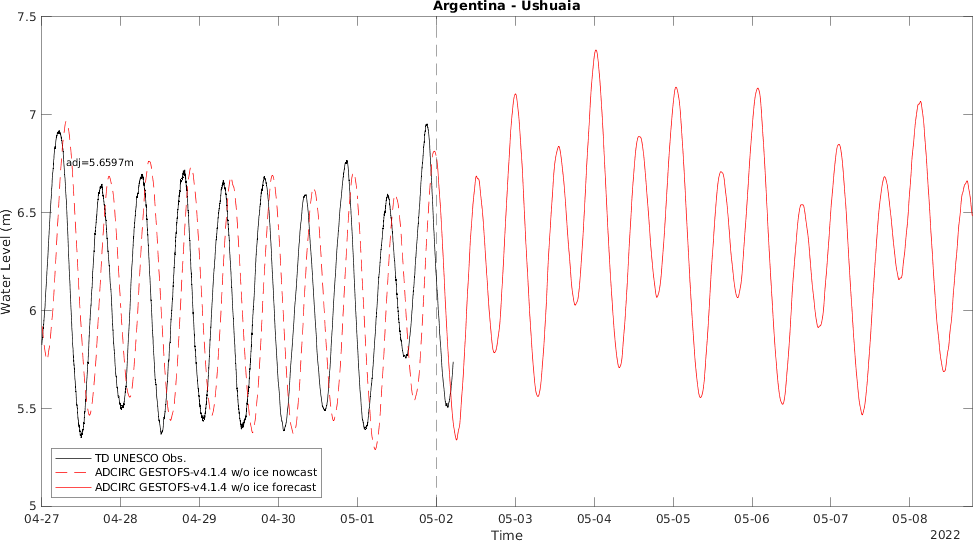 Argentina - Ushuaia
7.5
7
6.5
6
5.5
5
Water Level (m)
adj=5.6597m
TD UNESCO Obs.
ADCIRC GESTOFS-v4.1.4 w/o ice nowcast
ADCIRC GESTOFS-v4.1.4 w/o ice forecast
04-27 04-28 04-29 04-30 05-01 05-02 05-03 05-04 05-05 05-06 05-07 05-08
Time
2022